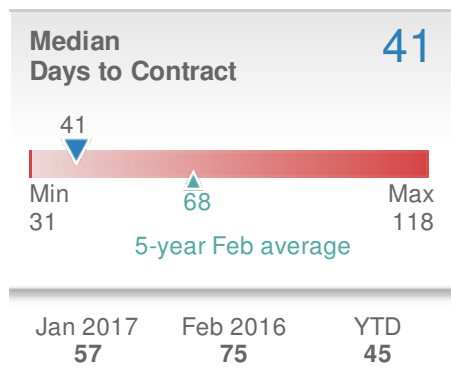 Median
Days to Contract
41
41
Min
31
68
Max
118
5-year Feb average
Jan 2017 Feb 2016 YTD
57 75 45